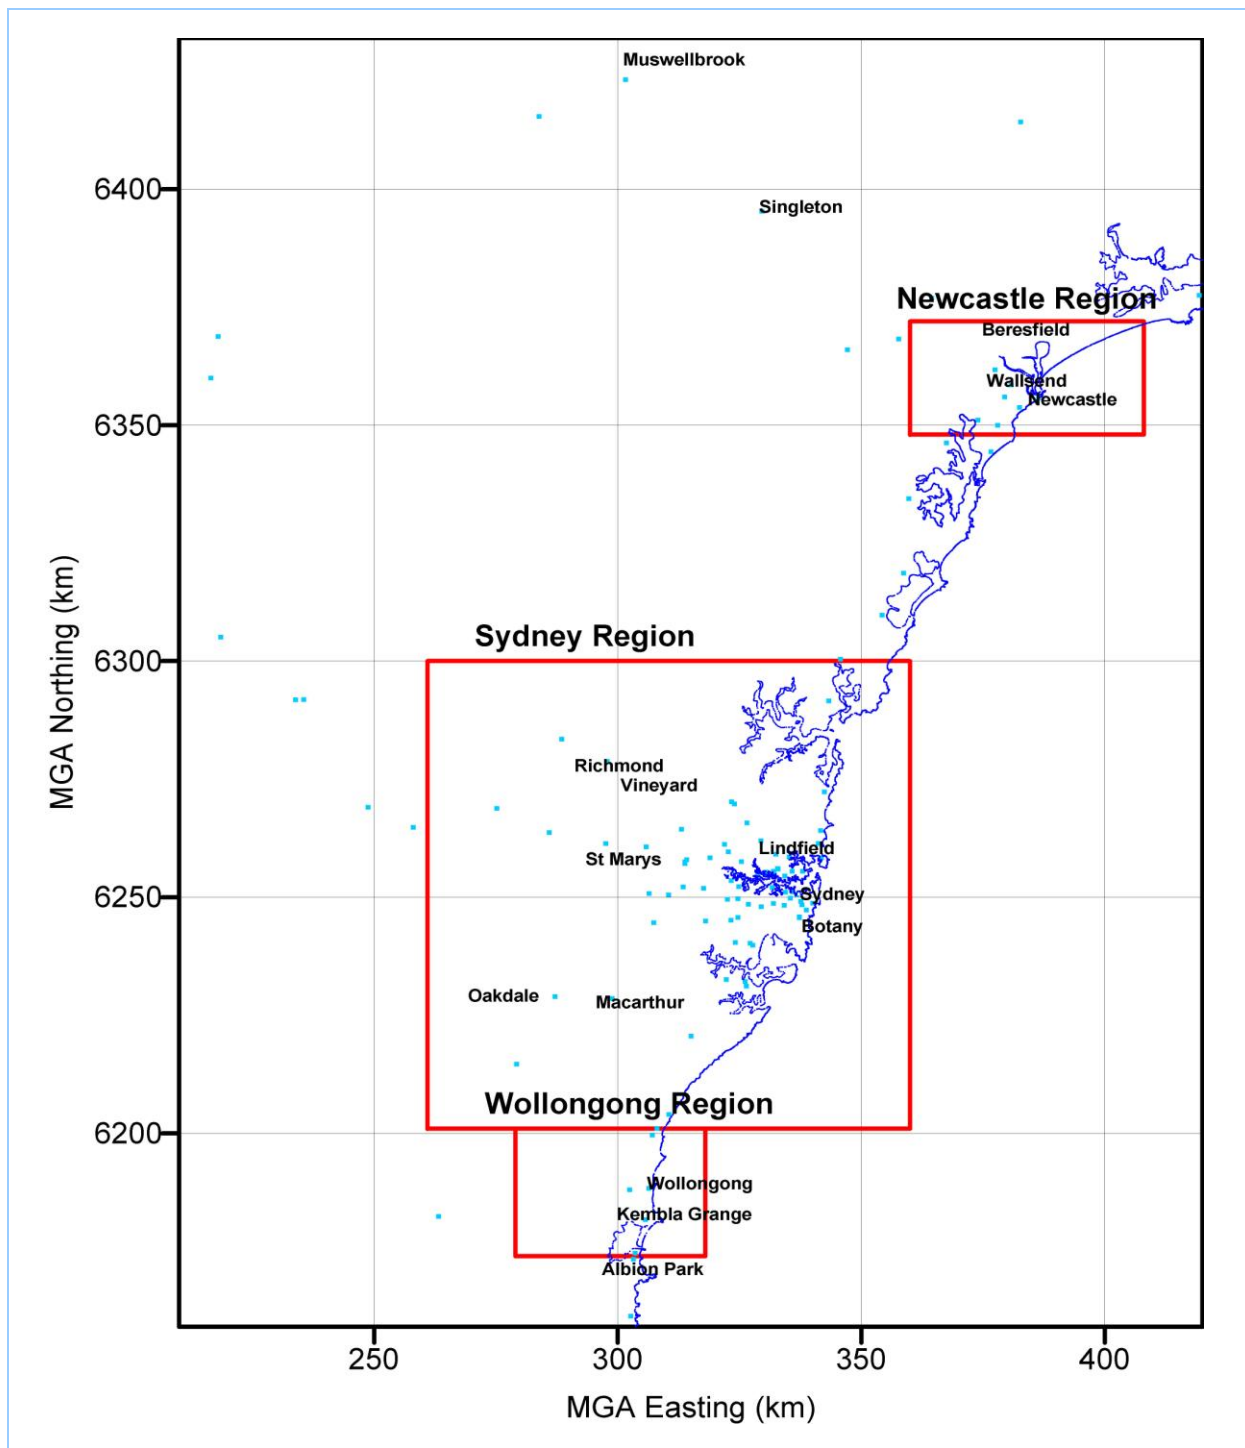 Muswellbrook
6400
Singleton
Newcastle Region
Beresfield
Wallsend
Newcastle
6350
MGA Northing (km)
Sydney Region
6300
Richmond
Vineyard
Lindfield
St Marys
6250
Sydney
Botany
Oakdale
Macarthur
Wollongong Region
6200
Wollongong
Kembla Grange
Albion Park
250
300
350
400
MGA Easting (km)